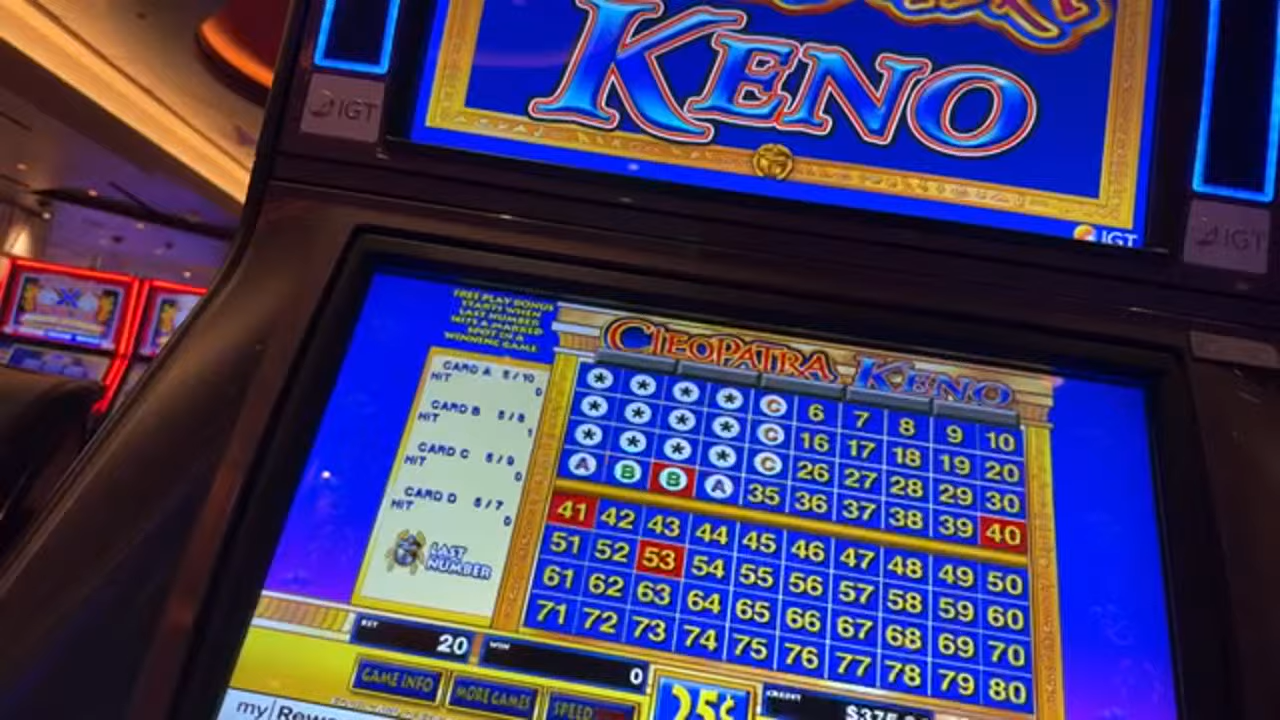 KENO
IGT
IGT
IGT
FREE PLAY BONUS
STARTS WHEN
LAST NUMBER
HITS A MARKED
SPOT IN A
WINNING GAME
CLEOPATRA KENO
CARD A 5/10
HIT 0
CARD B 5/8
HIT 1
CARD C 5/9
HIT 0
CARD D 5/7
HIT 0
LAST
NUMBER
* * * * C 6 7 8 9 10
* * * * C 16 17 18 19 20
* * * * C 26 27 28 29 30
A B B A 35 36 37 38 39 40
41 42 43 44 45 46 47 48 49 50
51 52 53 54 55 56 57 58 59 60
61 62 63 64 65 66 67 68 69 70
71 72 73 74 75 76 77 78 79 80
BET 20 WIN 0
GAME INFO MORE GAMES SPEED
25¢ CREDIT
my